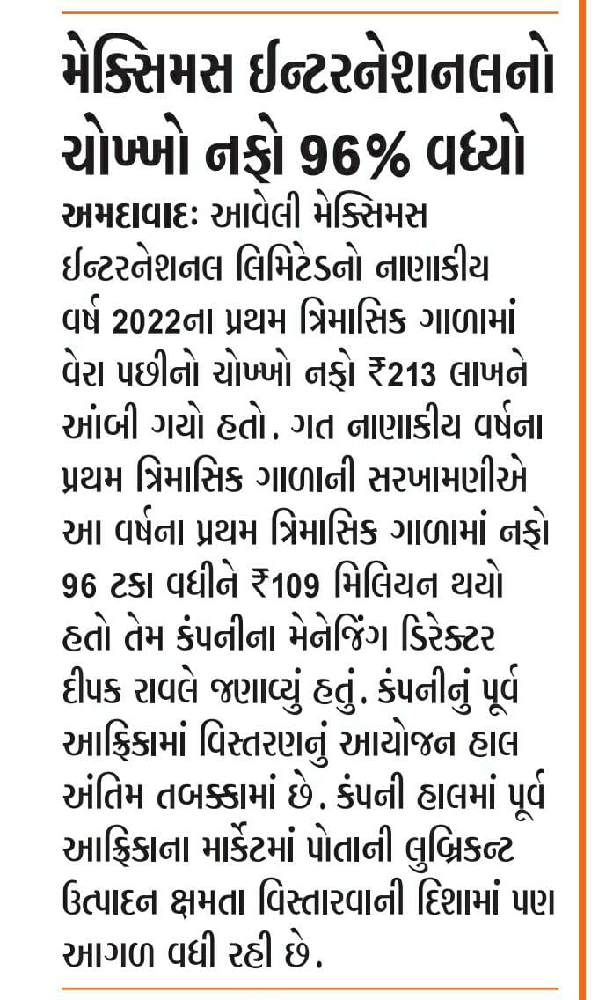 મેક્સિમસ ઈન્ટરનેશનલનો
ચોખ્ખો નફો 96% વધ્યો
અમદાવાદઃ આવેલી મેક્સિમસ
ઈન્ટરનેશનલ લિમિટેડનો નાણાકીય
વર્ષ 2022ના પ્રથમ ત્રિમાસિક ગાળામાં
વેરા પછીનો ચોખ્ખો નફો ₹213 લાખને
આંબી ગયો હતો. ગત નાણાકીય વર્ષના
પ્રથમ ત્રિમાસિક ગાળાની સરખામણીએ
આ વર્ષના પ્રથમ ત્રિમાસિક ગાળામાં નફો
96 ટકા વધીને ₹109 મિલિયન થયો
હતો તેમ કંપનીના મેનેજિંગ ડિરેક્ટર
દીપક રાવલે જણાવ્યું હતું. કંપનીનું પૂર્વ
આફ્રિકામાં વિસ્તરણનું આયોજન હાલ
અંતિમ તબક્કામાં છે. કંપની હાલમાં પૂર્વ
આફ્રિકાના માર્કેટમાં પોતાની લુબ્રિકન્ટ
ઉત્પાદન ક્ષમતા વિસ્તારવાની દિશામાં પણ
આગળ વધી રહી છે.